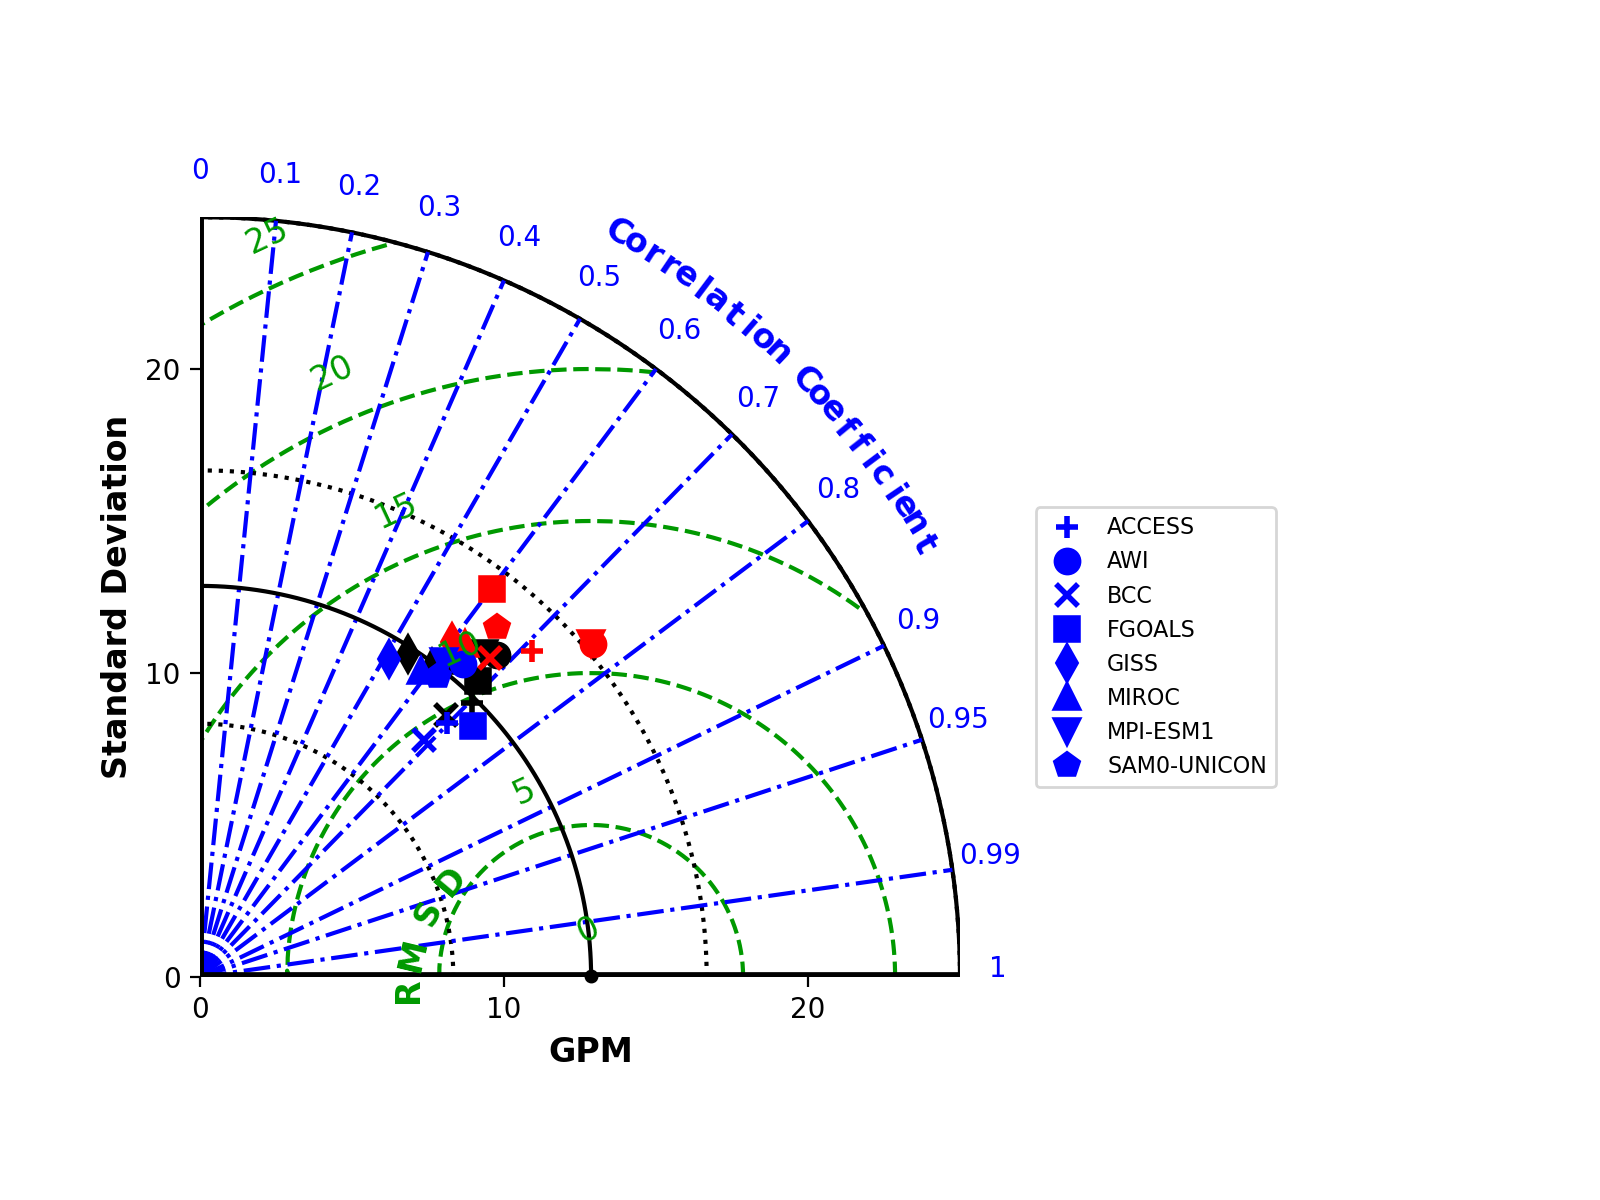 0
0.1
0.2
0.3
0.4
0.5
0.6
0.7
0.8
0.9
0.95
0.99
1
Correlation Coefficient
25
20
15
10
5
0
RMSD
Standard Deviation
20
10
0
0
10
20
GPM
ACCESS
AWI
BCC
FGOALS
GISS
MIROC
MPI-ESM1
SAM0-UNICON